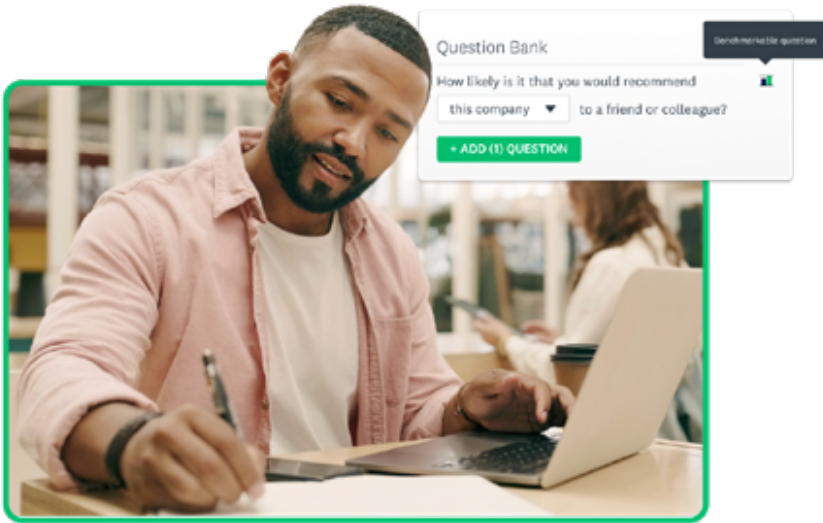 Benchmarkable question
Question Bank
How likely is it that you would recommend
this company
to a friend or colleague?
+ ADD (1) QUESTION